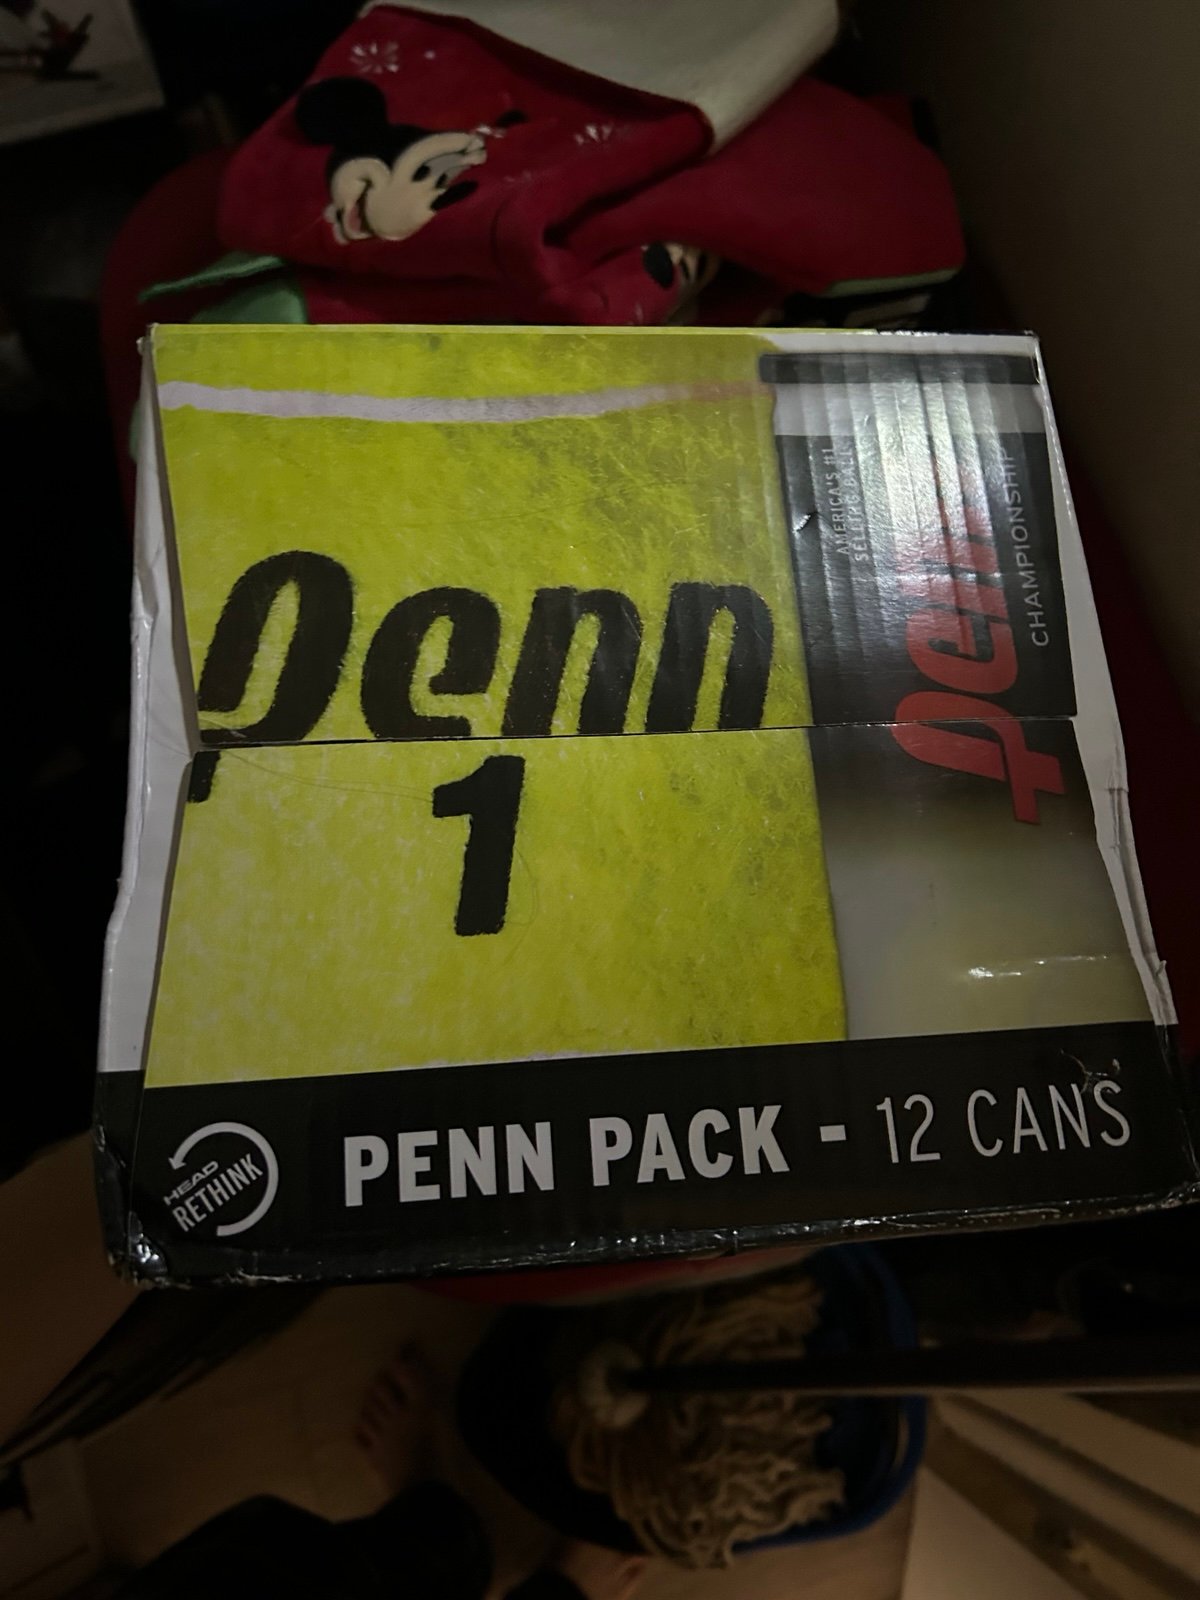 penn
1
AMERICA'S #1
SELLING BALL
penn
CHAMPIONSHIP
HEAD
RETHINK
PENN PACK - 12 CANS